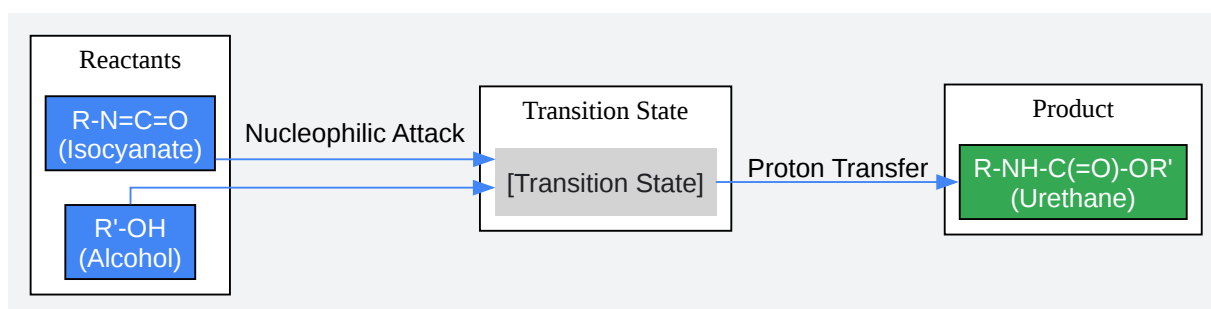 Reactants
R-N=C=O
(Isocyanate)
R'-OH
(Alcohol)
Nucleophilic Attack
Transition State
[Transition State]
Proton Transfer
Product
R-NH-C(=O)-OR'
(Urethane)